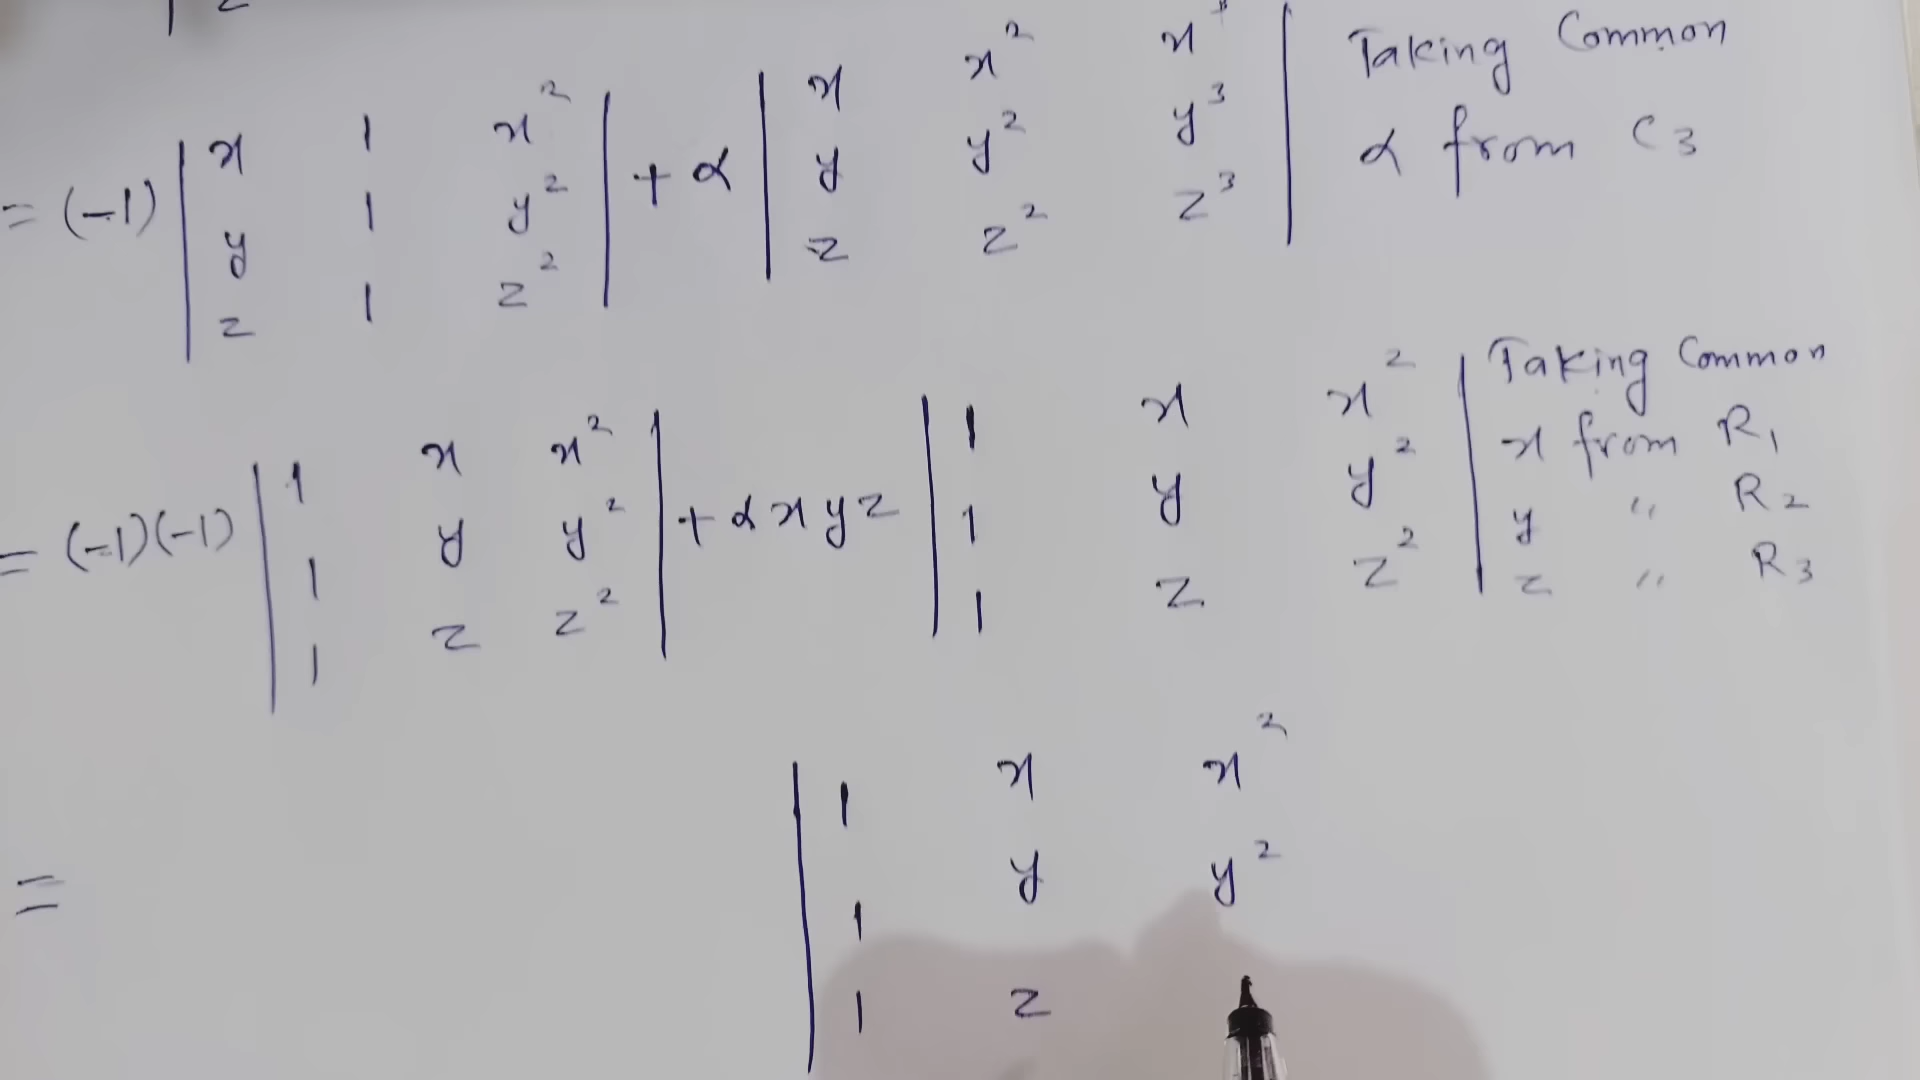 2
x 1 x² | + α | x x² x³ | Taking Common
= (-1) | y 1 y² | y y² y³ | α from C3
z 1 z² | z z² z³ |
1 x x² | 1 x x² | Taking Common
x from R1
= (-1)(-1) | 1 y y² | + α x y z | 1 y y² | y " R2
1 z z² | 1 z z² | z " R3
| 1 x x²
= | 1 y y²
| 1 z